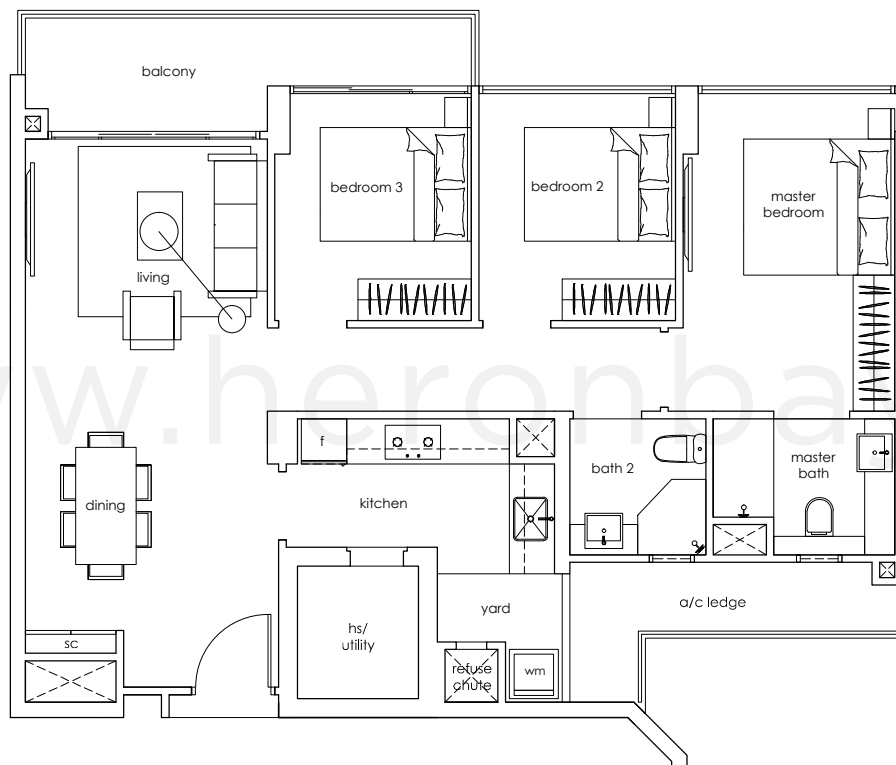 balcony
bedroom 3
bedroom 2
master
bedroom
living
www.heronba
f
bath 2
master
bath
dining
kitchen
yard
a/c ledge
hs/
utility
sc
refuse
chute
wm